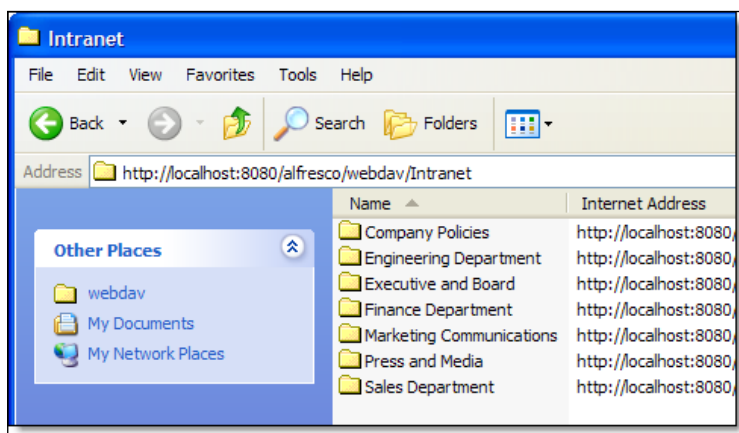 Intranet
File Edit View Favorites Tools Help
Back Search Folders
Address http://localhost:8080/alfresco/webdav/Intranet
Name Internet Address
Other Places
webdav
My Documents
My Network Places
Company Policies http://localhost:8080/
Engineering Department http://localhost:8080/
Executive and Board http://localhost:8080/
Finance Department http://localhost:8080/
Marketing Communications http://localhost:8080/
Press and Media http://localhost:8080/
Sales Department http://localhost:8080/